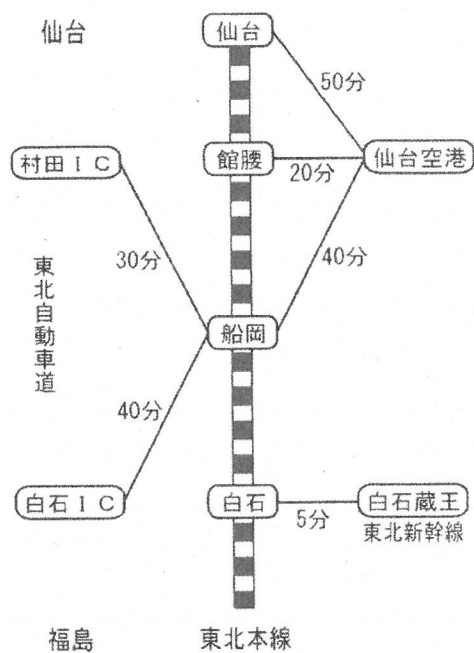 仙台
仙台
50分
村田IC
館腰
20分
仙台空港
30分
40分
東北自動車道
船岡
40分
白石IC
白石
5分
白石蔵王
東北新幹線
福島
東北本線